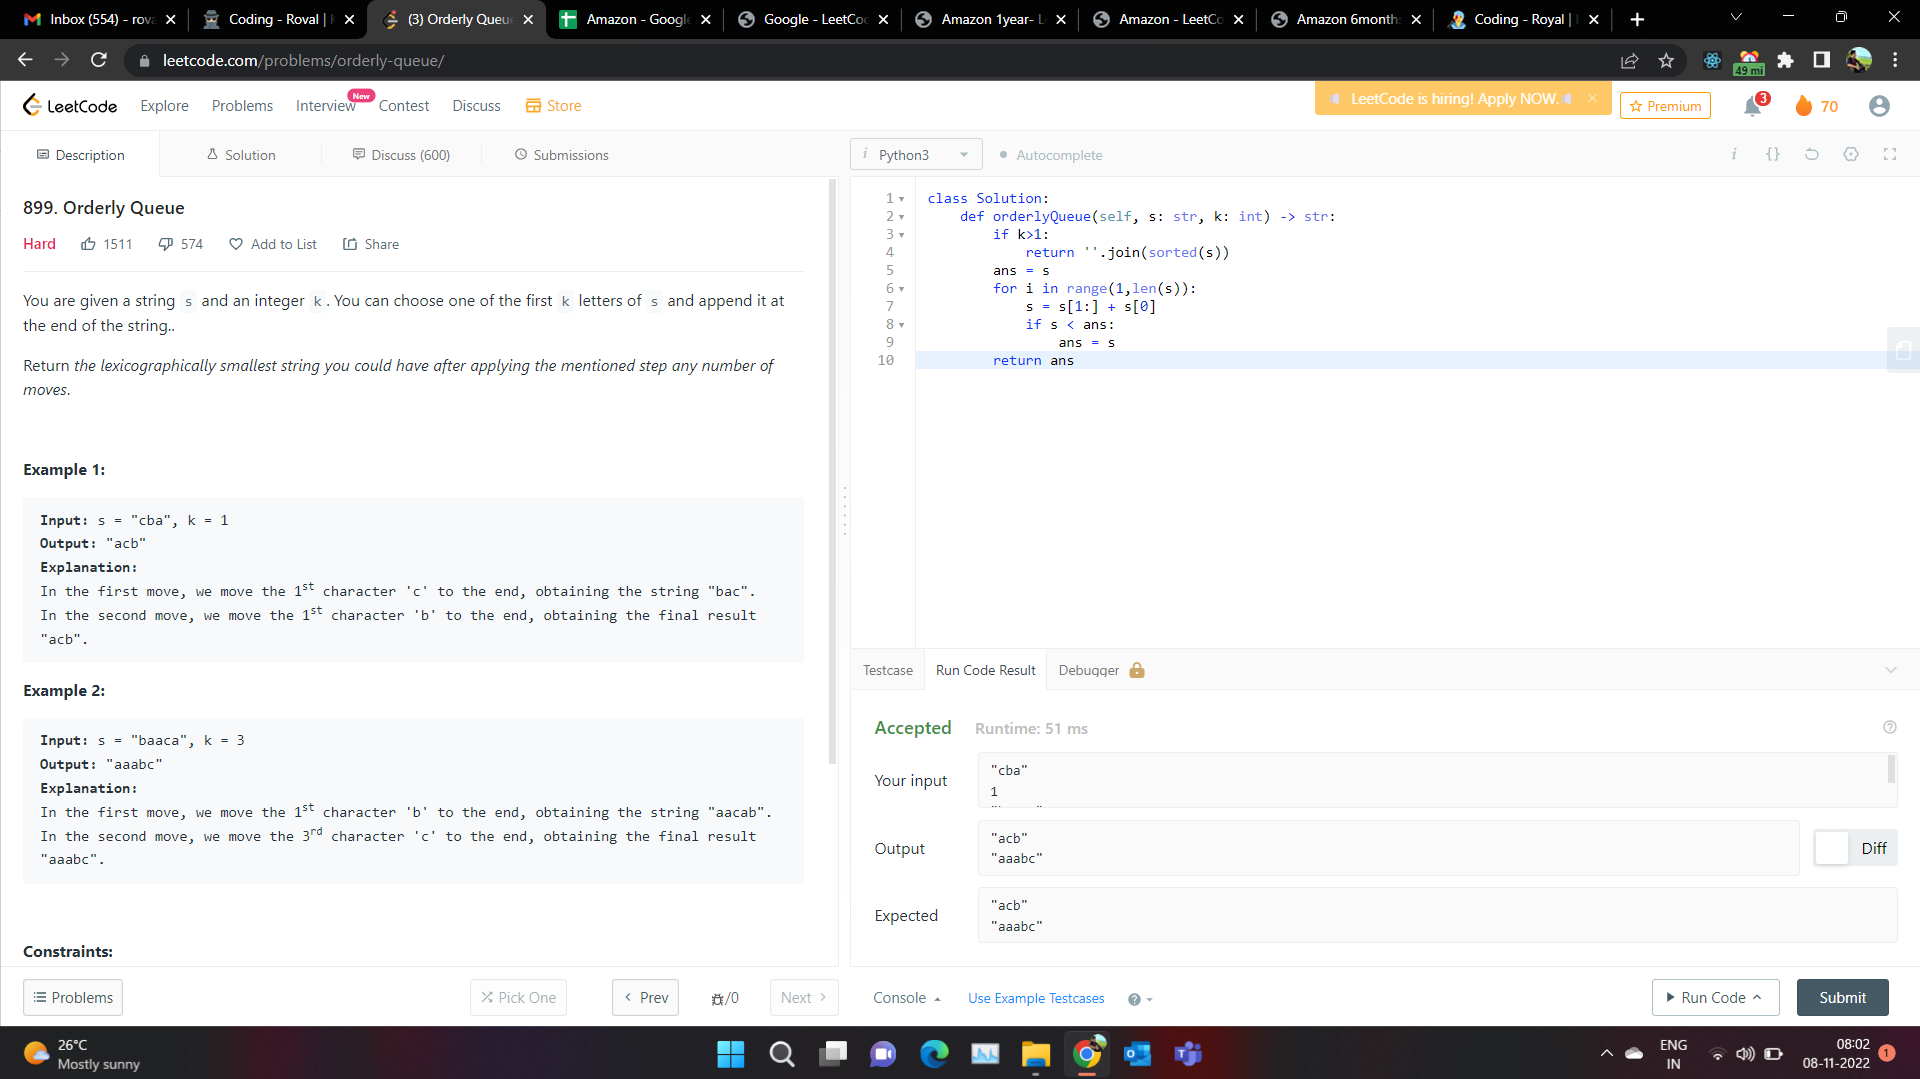 Inbox (554) - rova
Coding - Roval |
(3) Orderly Queu
Amazon - Google
Google - LeetCo
Amazon 1year- L
Amazon - LeetCo
Amazon 6month
Coding - Royal |
leetcode.com/problems/orderly-queue/
49 mi
LeetCode
Explore
Problems
Interview
New
Contest
Discuss
Store
LeetCode is hiring! Apply NOW.
Premium
3
70
Description
Solution
Discuss (600)
Submissions
Python3
Autocomplete
899. Orderly Queue
Hard
1511
574
Add to List
Share
You are given a string s and an integer k. You can choose one of the first k letters of s and append it at
the end of the string..
Return the lexicographically smallest string you could have after applying the mentioned step any number of
moves.
Example 1:
Input: s = "cba", k = 1
Output: "acb"
Explanation:
In the first move, we move the 1st character 'c' to the end, obtaining the string "bac".
In the second move, we move the 1st character 'b' to the end, obtaining the final result
"acb".
Example 2:
Input: s = "baaca", k = 3
Output: "aaabc"
Explanation:
In the first move, we move the 1st character 'b' to the end, obtaining the string "aacab".
In the second move, we move the 3rd character 'c' to the end, obtaining the final result
"aaabc".
Constraints:
1 class Solution:
2 def orderlyQueue(self, s: str, k: int) -> str:
3 if k>1:
4 return ''.join(sorted(s))
5 ans = s
6 for i in range(1,len(s)):
7 s = s[1:] + s[0]
8 if s < ans:
9 ans = s
10 return ans
Testcase
Run Code Result
Debugger
Accepted
Runtime: 51 ms
Your input
"cba"
1
Output
"acb"
"aaabc"
Diff
Expected
"acb"
"aaabc"
Problems
Pick One
Prev
/0
Next
Console
Use Example Testcases
Run Code
Submit
26°C
Mostly sunny
ENG
IN
08:02
08-11-2022
1